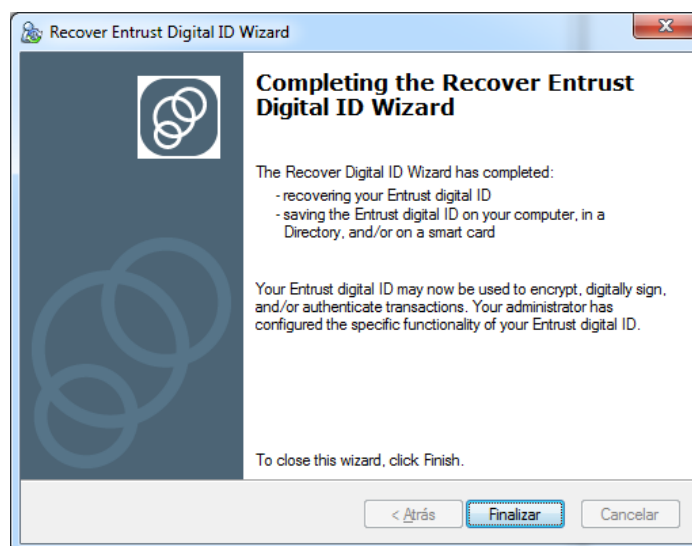 Recover Entrust Digital ID Wizard
Completing the Recover Entrust
Digital ID Wizard
The Recover Digital ID Wizard has completed:
- recovering your Entrust digital ID
- saving the Entrust digital ID on your computer, in a
Directory, and/or on a smart card
Your Entrust digital ID may now be used to encrypt, digitally sign,
and/or authenticate transactions. Your administrator has
configured the specific functionality of your Entrust digital ID.
To close this wizard, click Finish.
< Atrás Finalizar Cancelar